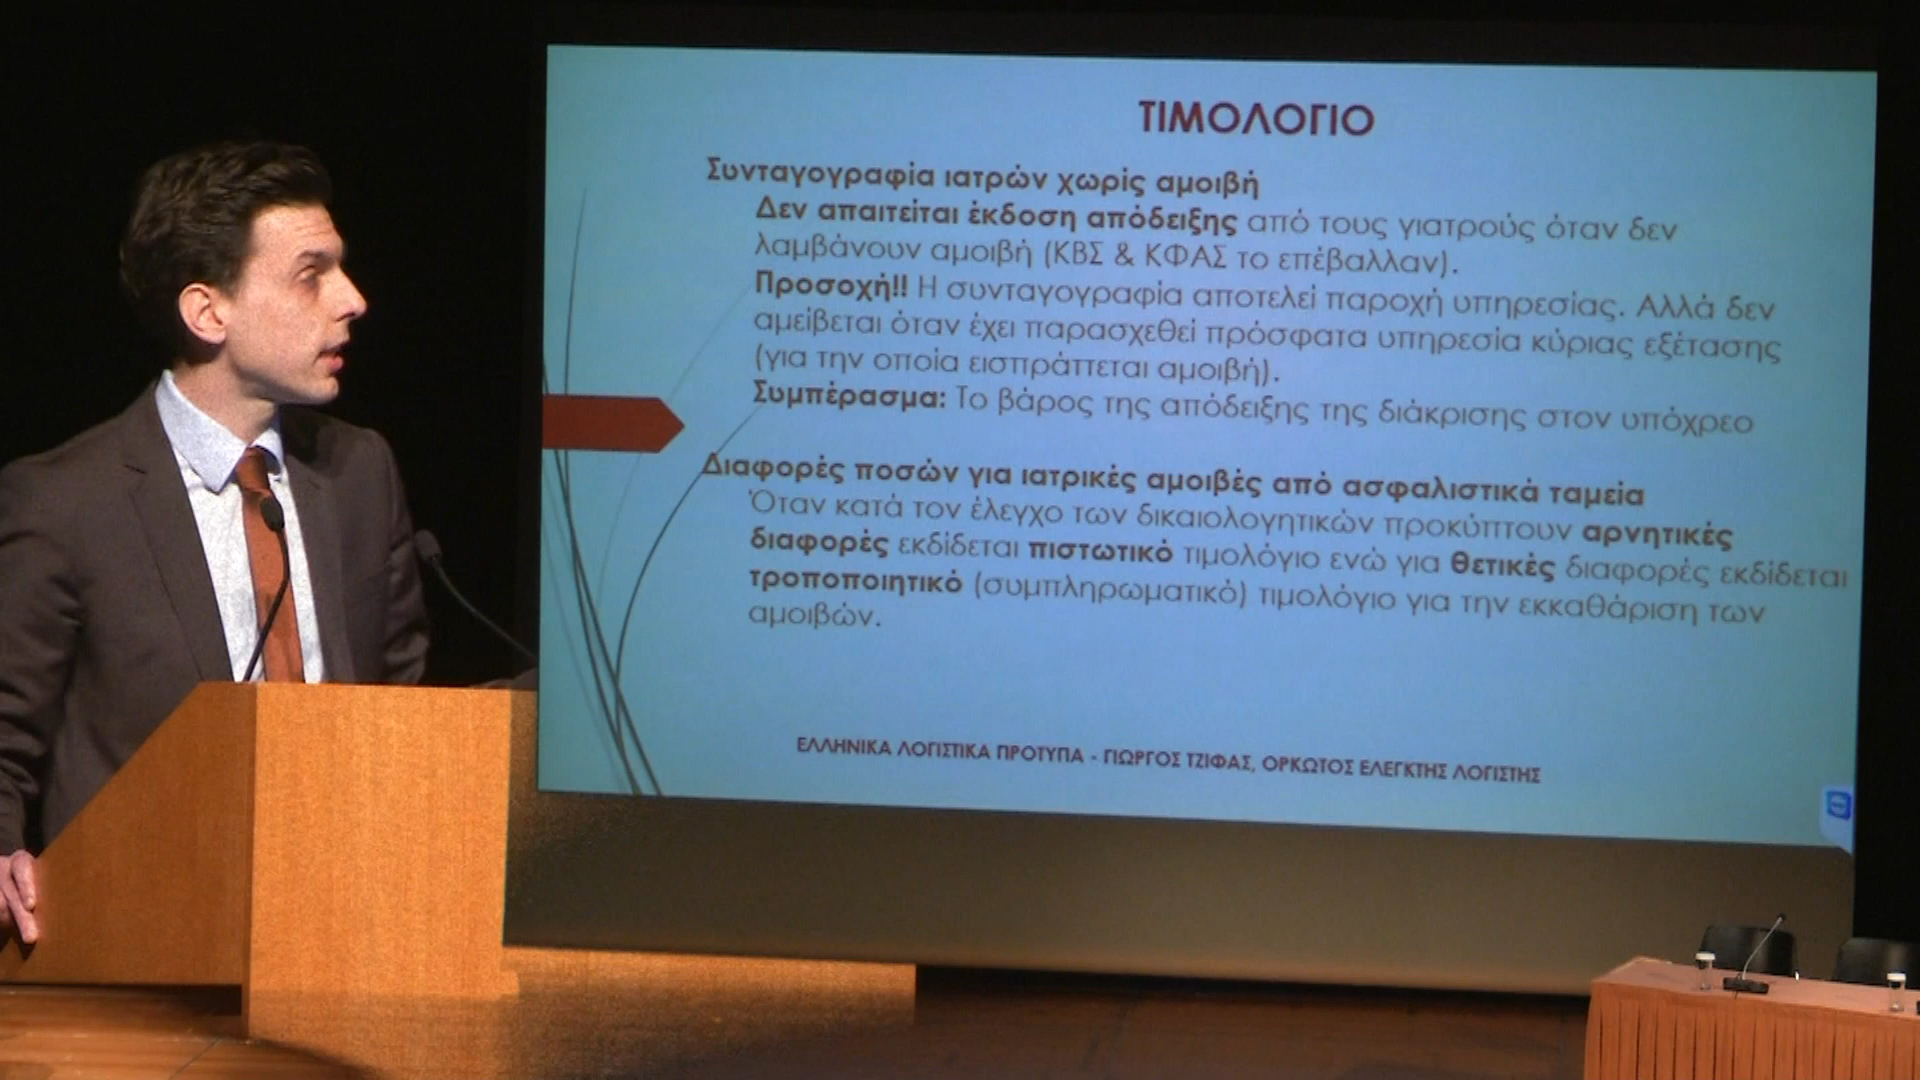 ΤΙΜΟΛΟΓΙΟ
Συνταγογραφία ιατρών χωρίς αμοιβή
Δεν απαιτείται έκδοση απόδειξης από τους γιατρούς όταν δεν
λαμβάνουν αμοιβή (ΚΒΣ & ΚΦΑΣ το επέβαλλαν).
Προσοχή!! Η συνταγογραφία αποτελεί παροχή υπηρεσίας. Αλλά δεν
αμείβεται όταν έχει παρασχεθεί πρόσφατα υπηρεσία κύριας εξέτασης
(για την οποία εισπράττεται αμοιβή).
Συμπέρασμα: Το βάρος της απόδειξης της διάκρισης στον υπόχρεο
Διαφορές ποσών για ιατρικές αμοιβές από ασφαλιστικά ταμεία
Όταν κατά τον έλεγχο των δικαιολογητικών προκύπτουν αρνητικές
διαφορές εκδίδεται πιστωτικό τιμολόγιο ενώ για θετικές διαφορές εκδίδεται
τροποποιητικό (συμπληρωματικό) τιμολόγιο για την εκκαθάριση των
αμοιβών.
ΕΛΛΗΝΙΚΑ ΛΟΓΙΣΤΙΚΑ ΠΡΟΤΥΠΑ - ΓΙΩΡΓΟΣ ΤΖΙΦΑΣ, ΟΡΚΩΤΟΣ ΕΛΕΓΚΤΗΣ ΛΟΓΙΣΤΗΣ